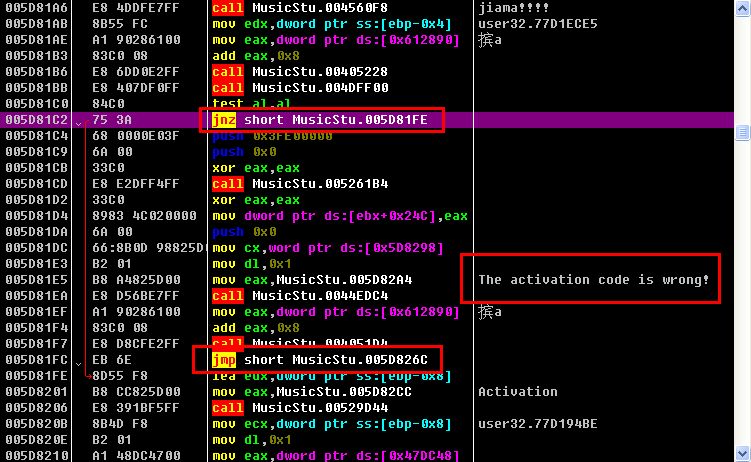 005D81A6 E8 4DDFE7FF call MusicStu.004560F8 jiama!!!!
005D81AB 8B55 FC mov edx,dword ptr ss:[ebp-0x4] user32.77D1ECE5
005D81AE A1 90286100 mov eax,dword ptr ds:[0x612890] 摈a
005D81B3 83C0 08 add eax,0x8
005D81B6 E8 6DD0E2FF call MusicStu.00405228
005D81BB E8 407DF0FF call MusicStu.004DFF00
005D81C0 84C0 test al,al
005D81C2 75 3A jnz short MusicStu.005D81FE
005D81C4 68 0000E03F push 0x3FE00000
005D81C9 6A 00 push 0x0
005D81CB 33C0 xor eax,eax
005D81CD E8 E2DFF4FF call MusicStu.005261B4
005D81D2 33C0 xor eax,eax
005D81D4 8983 4C020000 mov dword ptr ds:[ebx+0x24C],eax
005D81DA 6A 00 push 0x0
005D81DC 66:8B0D 98825D0 mov cx,word ptr ds:[0x5D8298]
005D81E3 B2 01 mov dl,0x1
005D81E5 B8 A4825D00 mov eax,MusicStu.005D82A4 The activation code is wrong!
005D81EA E8 D56BE7FF call MusicStu.0044EDC4
005D81EF A1 90286100 mov eax,dword ptr ds:[0x612890] 摈a
005D81F4 83C0 08 add eax,0x8
005D81F7 E8 D8CFE2FF call MusicStu.004051D4
005D81FC EB 6E jmp short MusicStu.005D826C
005D81FE 8D55 F8 lea edx,dword ptr ss:[ebp-0x8]
005D8201 B8 CC825D00 mov eax,MusicStu.005D82CC Activation
005D8206 E8 391BF5FF call MusicStu.00529D44
005D820B 8B4D F8 mov ecx,dword ptr ss:[ebp-0x8] user32.77D194BE
005D820E B2 01 mov dl,0x1
005D8210 A1 48DC4700 mov eax,dword ptr ds:[0x47DC48]